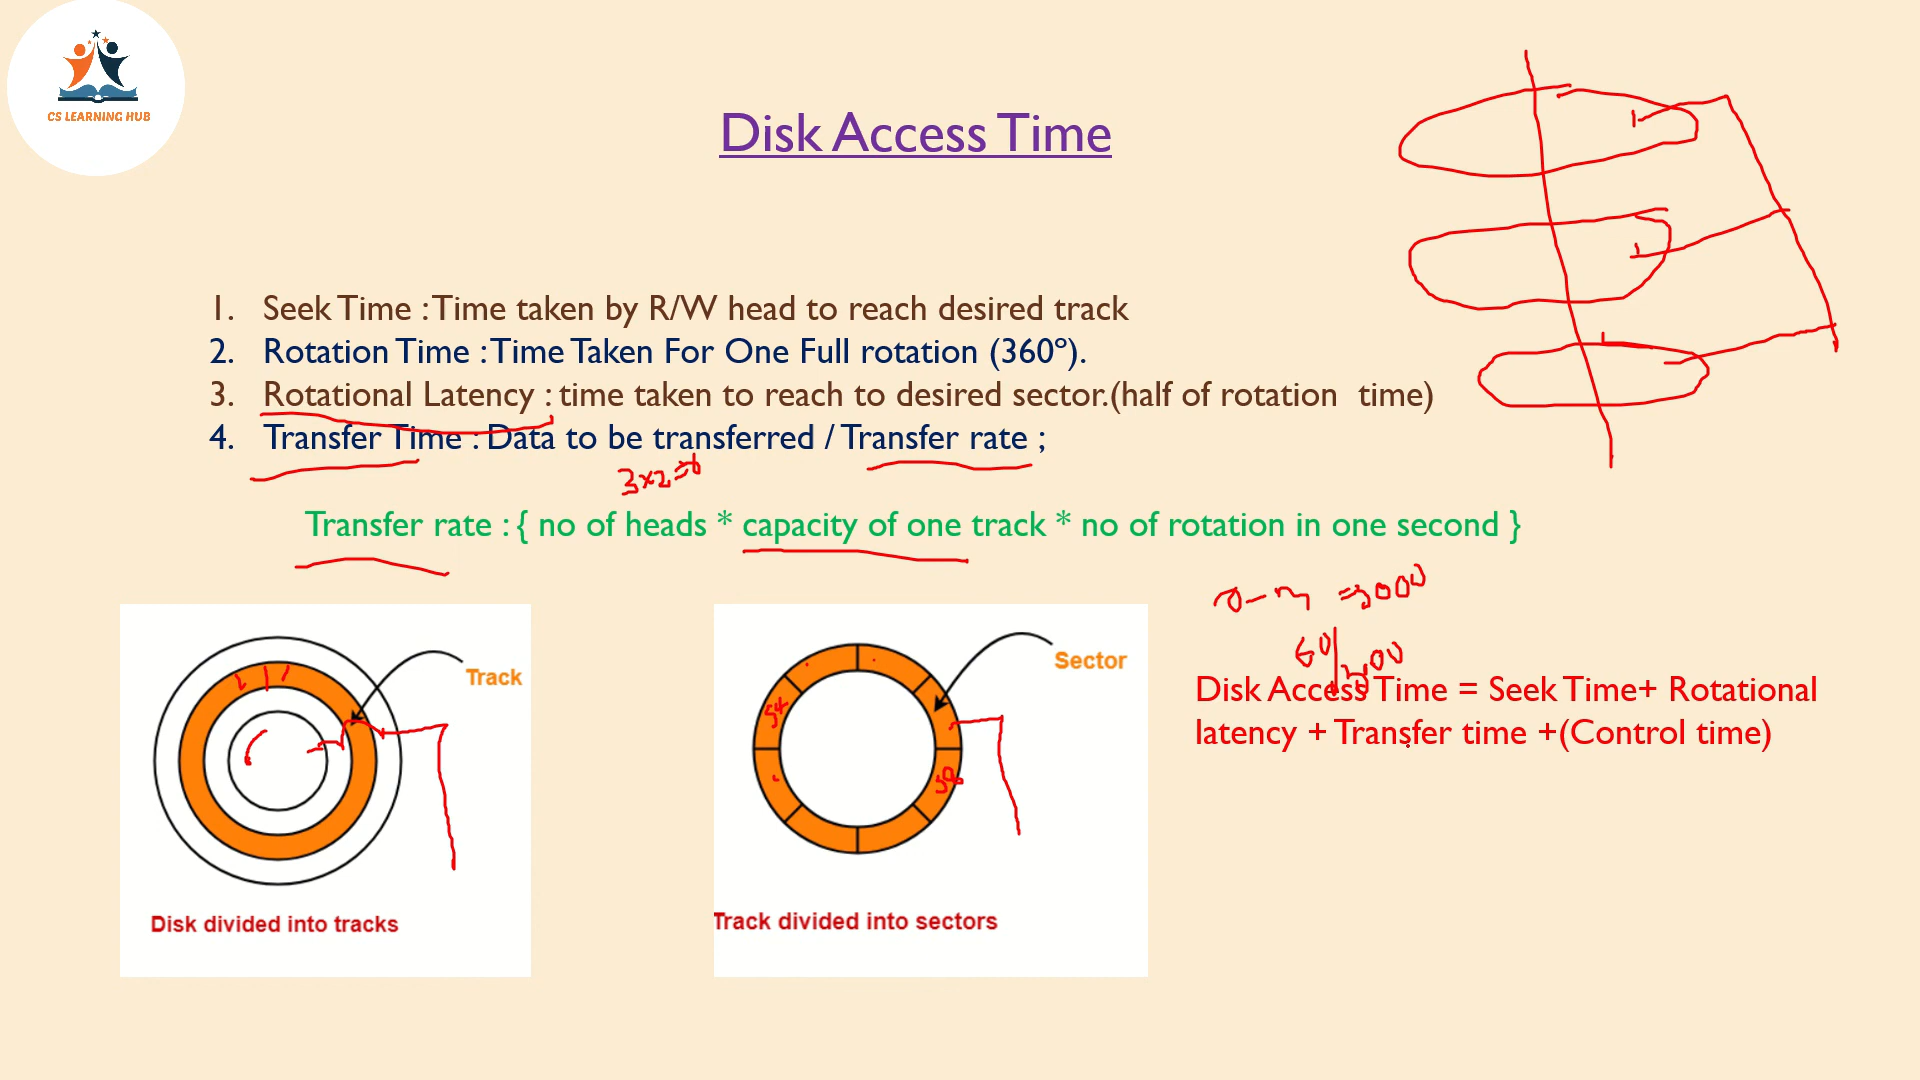 CS LEARNING HUB
Disk Access Time
1. Seek Time : Time taken by R/W head to reach desired track
2. Rotation Time : Time Taken For One Full rotation (360º).
3. Rotational Latency : time taken to reach to desired sector.(half of rotation time)
4. Transfer Time : Data to be transferred / Transfer rate ;
3x2=6
Transfer rate : { no of heads * capacity of one track * no of rotation in one second }
60
Track
Sector
Disk Access Time = Seek Time+ Rotational
latency + Transfer time +(Control time)
Disk divided into tracks
Track divided into sectors